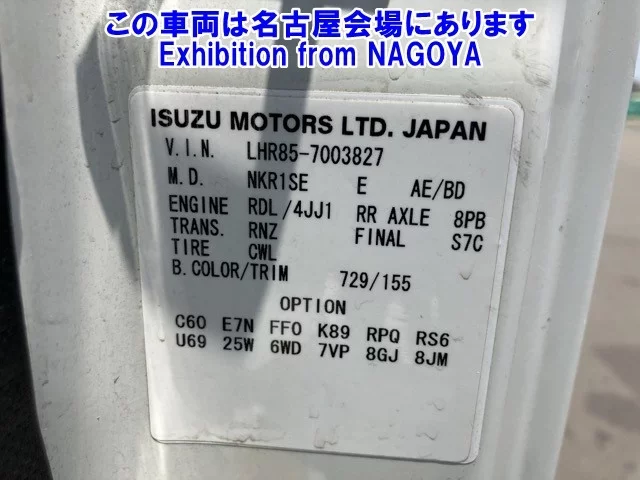 この車両は名古屋会場にあります
Exhibition from NAGOYA
ISUZU MOTORS LTD. JAPAN
V.I.N. LHR85-7003827
M.D. NKR1SE E AE/BD
ENGINE RDL/4JJ1 RR AXLE 8PB
TRANS. RNZ FINAL S7C
TIRE CWL
B.COLOR/TRIM 729/155
OPTION
C60 E7N FF0 K89 RPQ RS6
U69 25W 6WD 7VP 8GJ 8JM